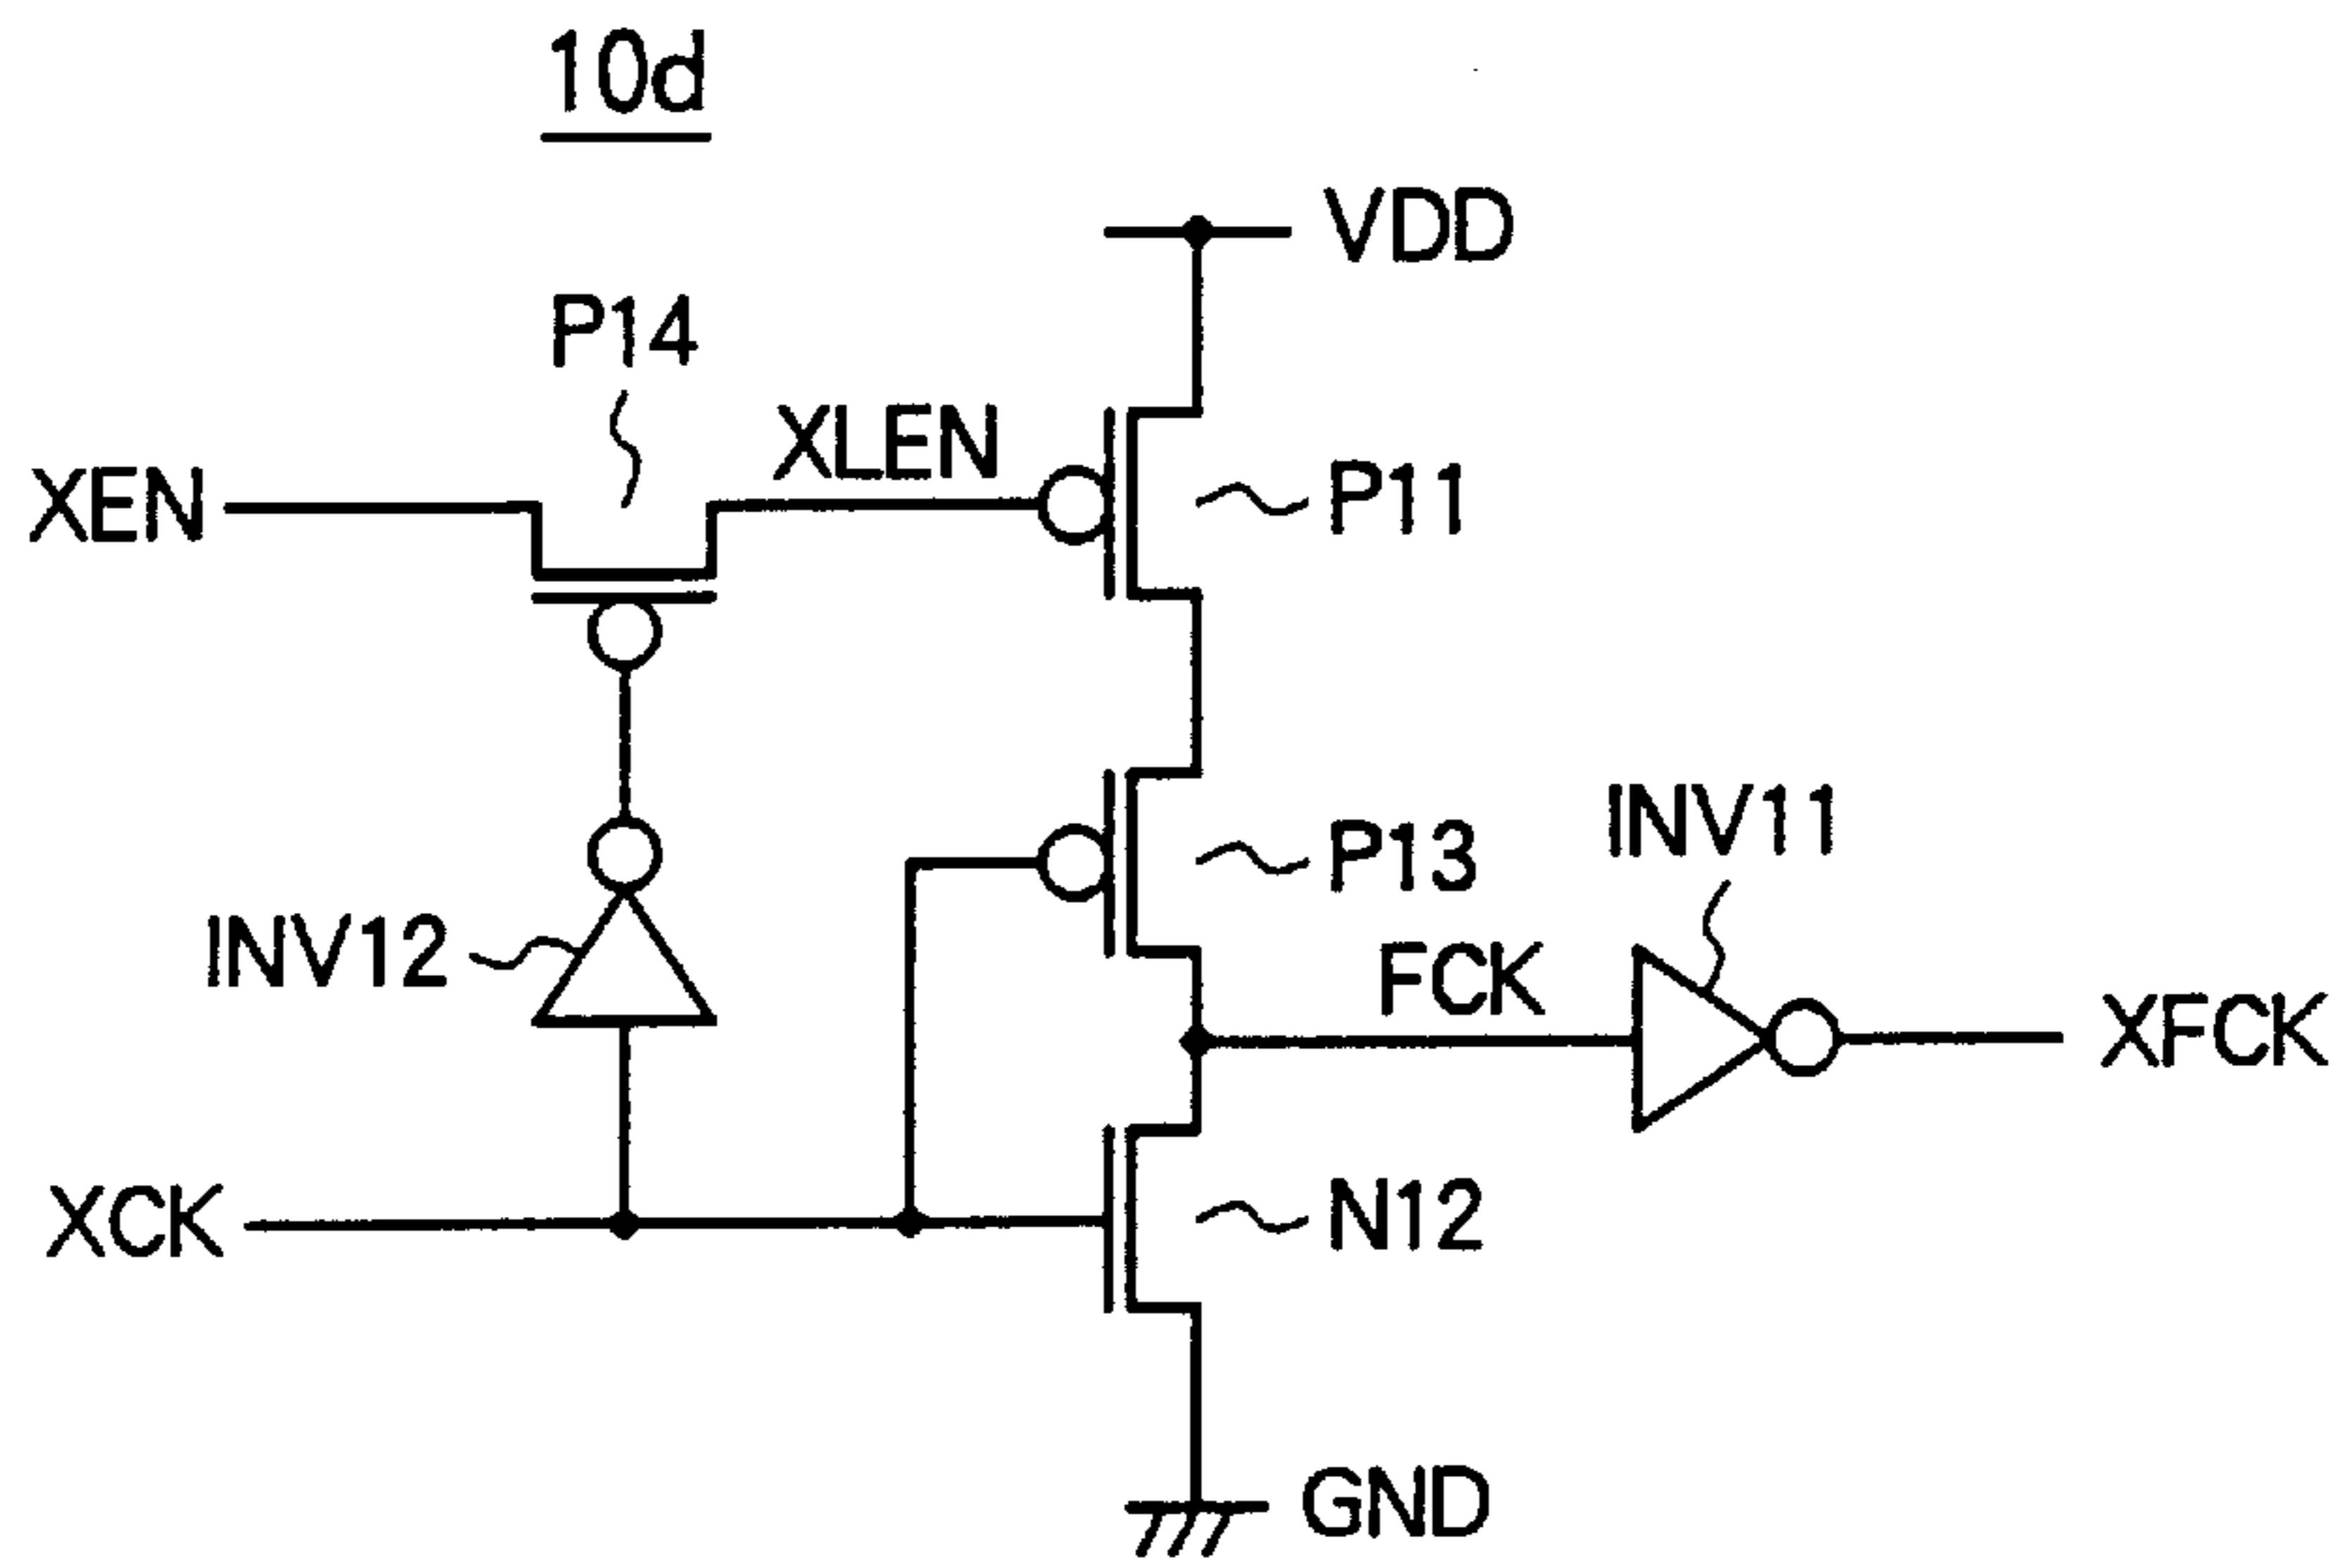 10d
VDD
P14
XLEN
XEN
P11
INV11
P13
INV12
FCK
XFCK
XCK
N12
GND